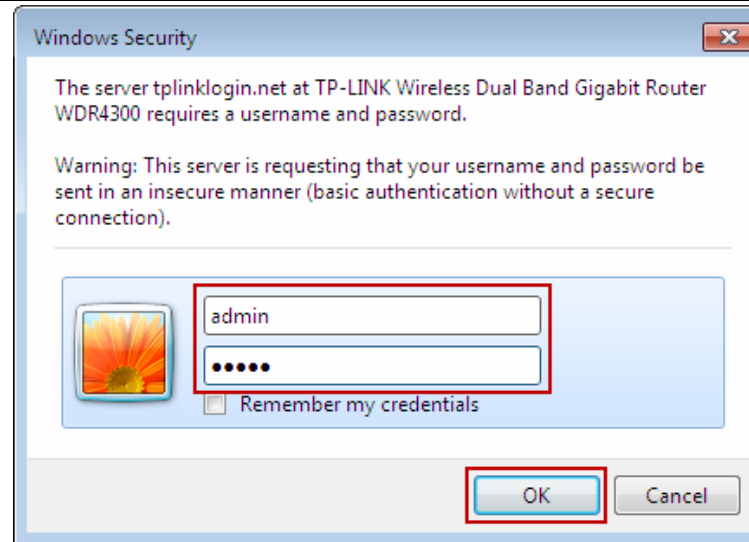 Windows Security
The server tplinklogin.net at TP-LINK Wireless Dual Band Gigabit Router
WDR4300 requires a username and password.
Warning: This server is requesting that your username and password be
sent in an insecure manner (basic authentication without a secure
connection).
admin
•••••
Remember my credentials
OK Cancel